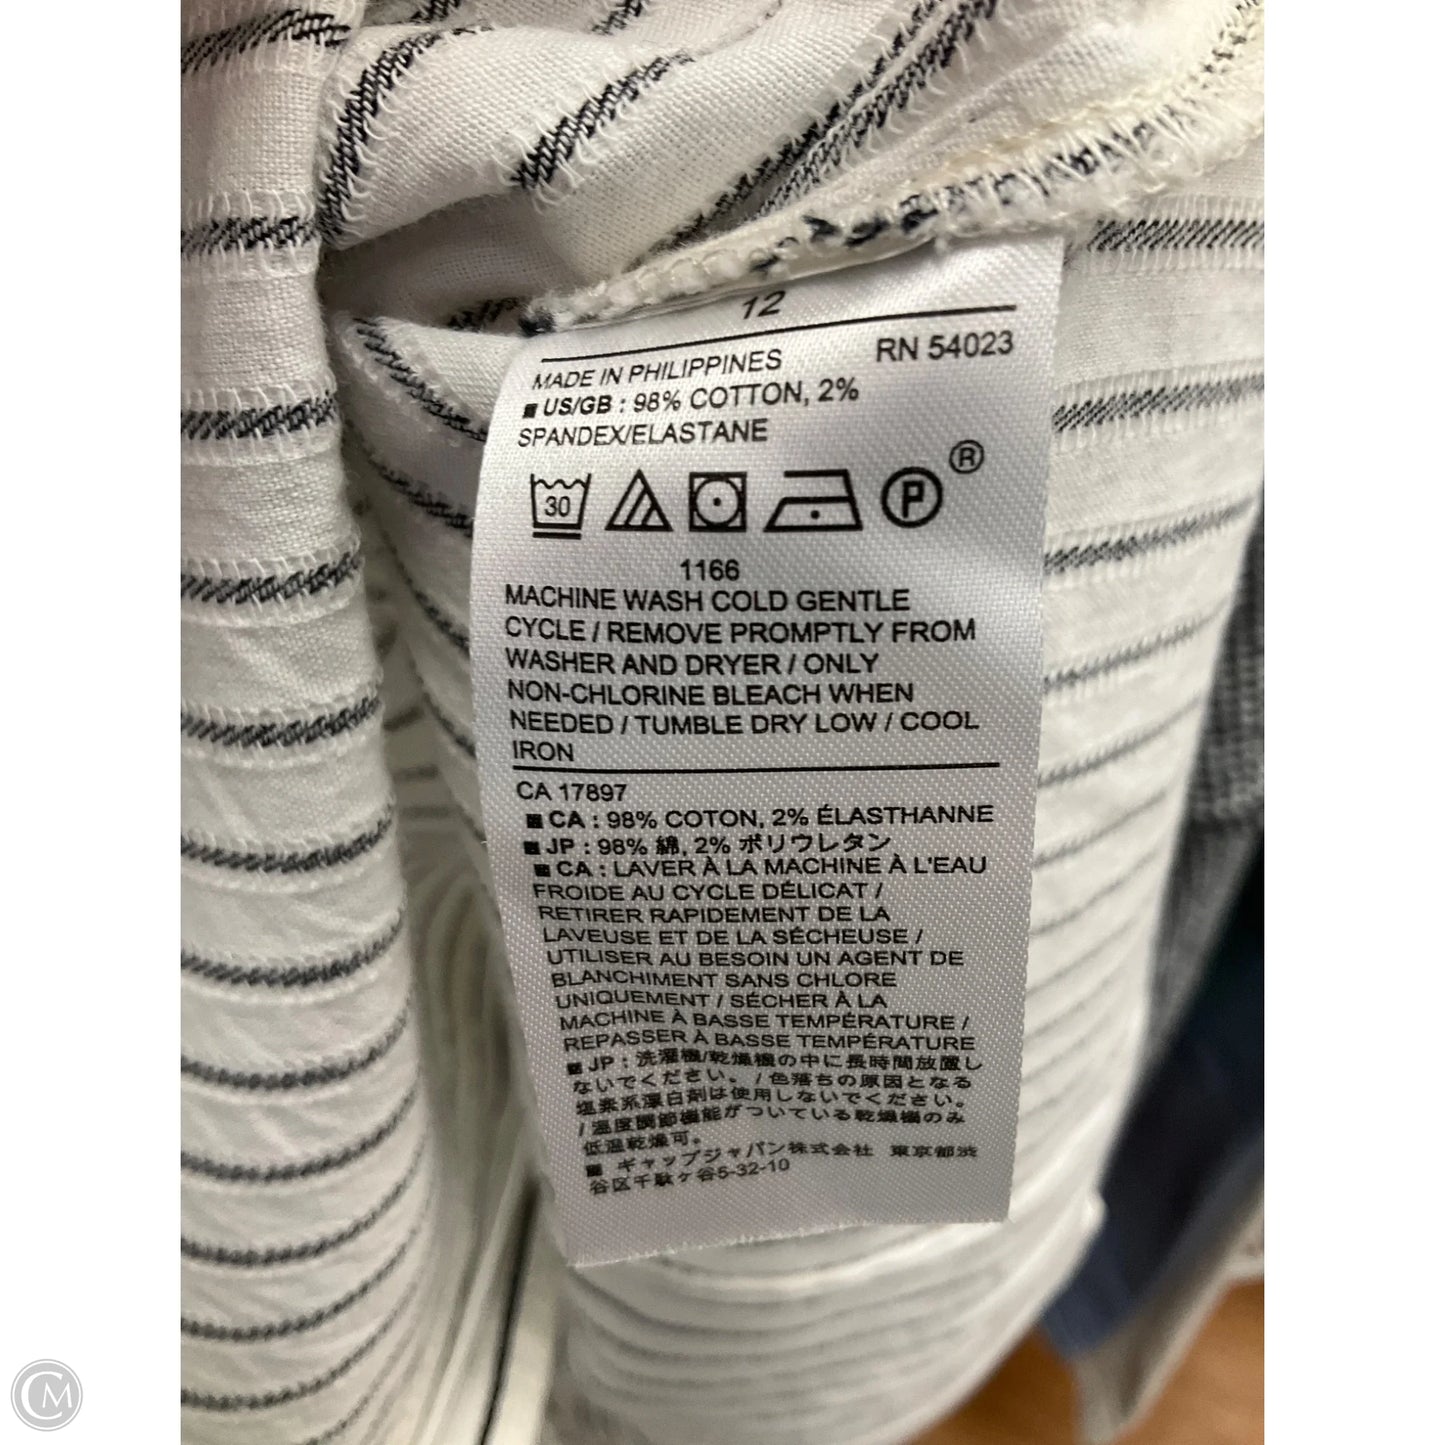 12
MADE IN PHILIPPINES RN 54023
■ US/GB : 98% COTTON, 2%
SPANDEX/ELASTANE
30 P ®
1166
MACHINE WASH COLD GENTLE
CYCLE / REMOVE PROMPTLY FROM
WASHER AND DRYER / ONLY
NON-CHLORINE BLEACH WHEN
NEEDED / TUMBLE DRY LOW / COOL
IRON
CA 17897
■ CA : 98% COTON, 2% ÉLASTHANNE
■ JP : 98% 綿, 2% ポリウレタン
■ CA : LAVER À LA MACHINE À L'EAU
FROIDE AU CYCLE DÉLICAT /
RETIRER RAPIDEMENT DE LA
LAVEUSE ET DE LA SÉCHEUSE /
UTILISER AU BESOIN UN AGENT DE
BLANCHIMENT SANS CHLORE
UNIQUEMENT / SÉCHER À LA
MACHINE À BASSE TEMPÉRATURE /
REPASSER À BASSE TEMPÉRATURE
■ JP : 洗濯機/乾燥機の中に長時間放置し
ないでください。 / 色落ちの原因となる
塩素系漂白剤は使用しないでください。
/ 温度調節機能がついている乾燥機のみ
低温乾燥可。
■ ギャップジャパン株式会社 東京都渋
谷区千駄ケ谷5-32-10
CM